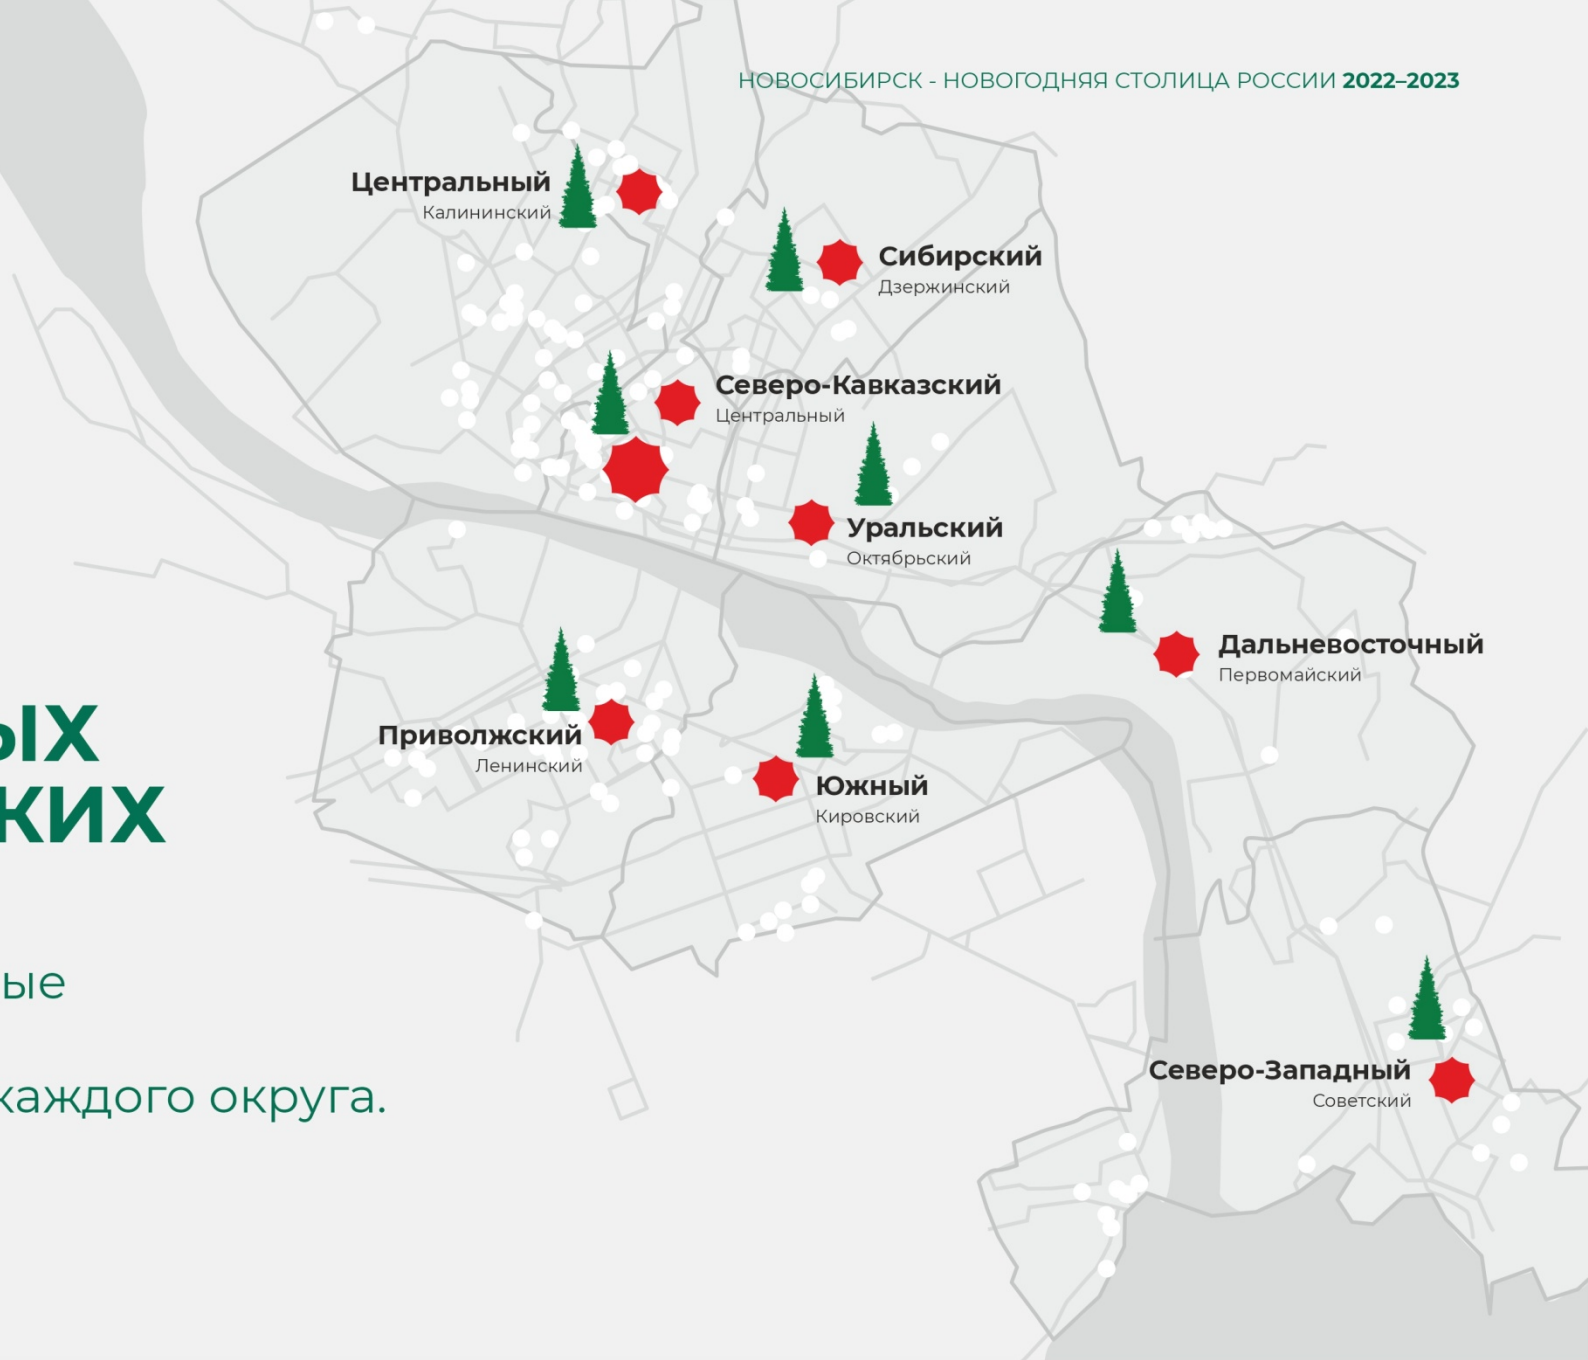 НОВОСИБИРСК - НОВОГОДНЯЯ СТОЛИЦА РОССИИ 2022–2023
Центральный
Калининский
Сибирский
Дзержинский
Северо-Кавказский
Центральный
Уральский
Октябрьский
Дальневосточный
Первомайский
Приволжский
Ленинский
Южный
Кировский
ЫХ
КИХ
ые
каждого округа.
Северо-Западный
Советский